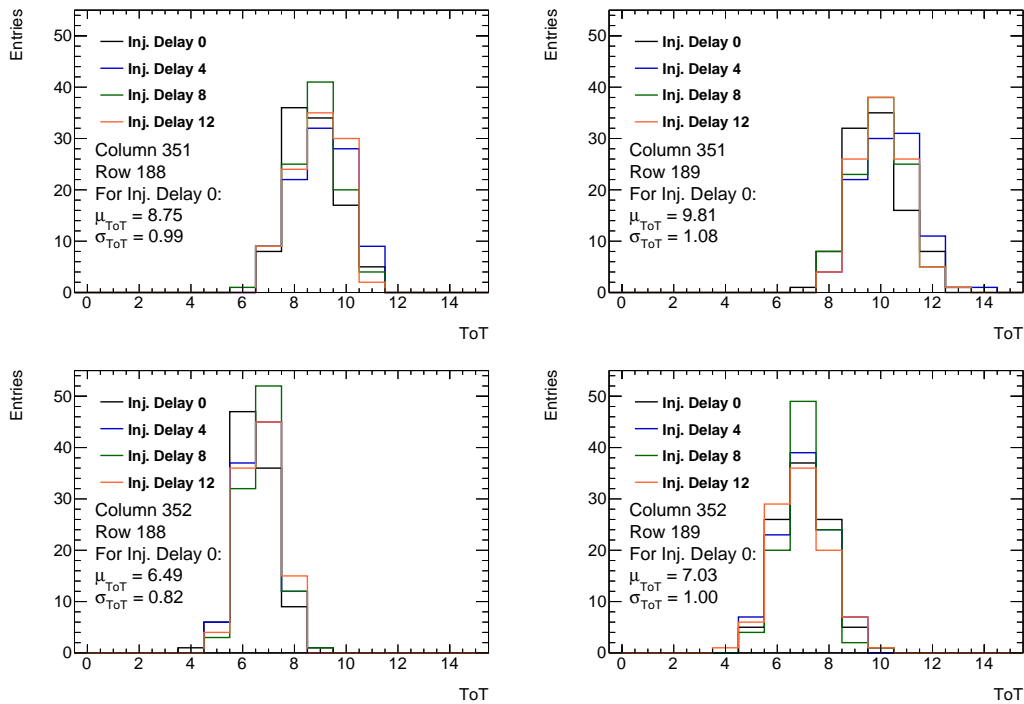 Entries
50
40
30
20
10
0
Inj. Delay 0
Inj. Delay 4
Inj. Delay 8
Inj. Delay 12
Column 351
Row 188
For Inj. Delay 0:
μToT = 8.75
σToT = 0.99
0 2 4 6 8 10 12 14
ToT
Entries
50
40
30
20
10
0
Inj. Delay 0
Inj. Delay 4
Inj. Delay 8
Inj. Delay 12
Column 351
Row 189
For Inj. Delay 0:
μToT = 9.81
σToT = 1.08
0 2 4 6 8 10 12 14
ToT
Entries
50
40
30
20
10
0
Inj. Delay 0
Inj. Delay 4
Inj. Delay 8
Inj. Delay 12
Column 352
Row 188
For Inj. Delay 0:
μToT = 6.49
σToT = 0.82
0 2 4 6 8 10 12 14
ToT
Entries
50
40
30
20
10
0
Inj. Delay 0
Inj. Delay 4
Inj. Delay 8
Inj. Delay 12
Column 352
Row 189
For Inj. Delay 0:
μToT = 7.03
σToT = 1.00
0 2 4 6 8 10 12 14
ToT